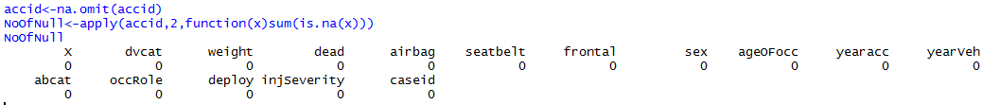 accid<-na.omit(accid)
NoOfNull<-apply(accid,2,function(x)sum(is.na(x)))
NoOfNull
X dvcat weight dead airbag seatbelt frontal sex ageOFocc yearacc yearVeh
0 0 0 0 0 0 0 0 0 0 0
abcat occRole deploy injSeverity caseid
0 0 0 0 0